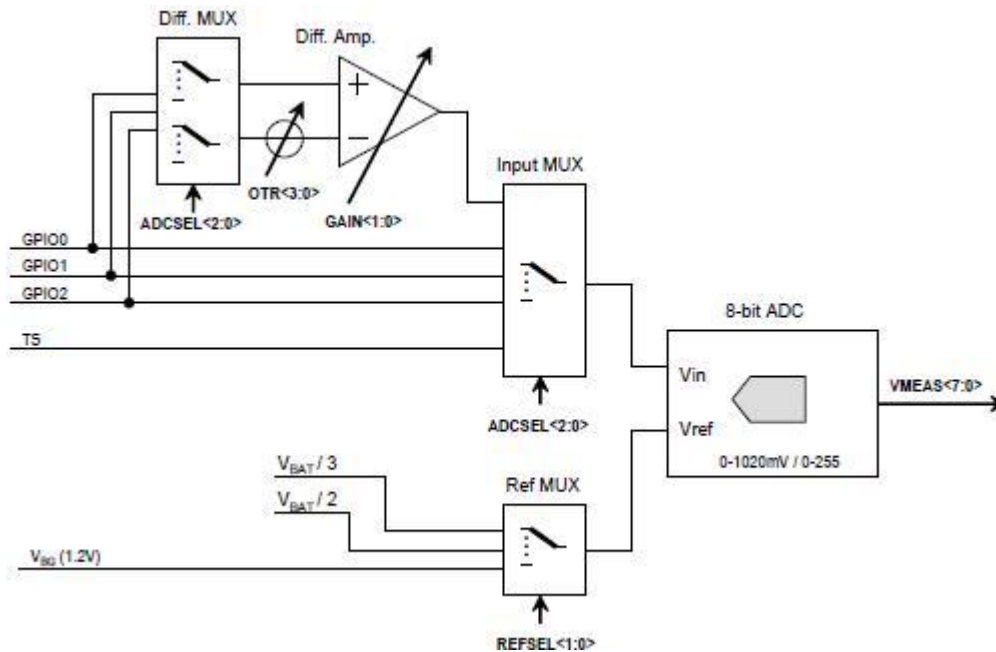 Diff. MUX
Diff. Amp.
+
−
OTR<3:0>
GAIN<1:0>
ADCSEL<2:0>
Input MUX
GPIO0
GPIO1
GPIO2
TS
8-bit ADC
Vin
VMEAS<7:0>
Vref
ADCSEL<2:0>
0-1020mV / 0-255
VBAT / 3
Ref MUX
VBAT / 2
VBG (1.2V)
REFSEL<1:0>